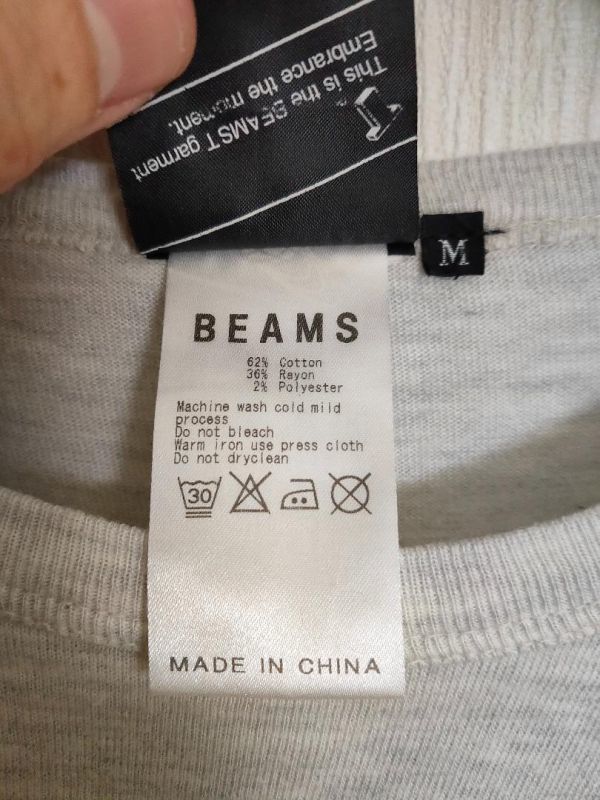 This is the BEAMS T garment
Embrance the moment.
M
BEAMS
62% Cotton
36% Rayon
2% Polyester
Machine wash cold mild
process
Do not bleach
Warm iron use press cloth
Do not dryclean
30
MADE IN CHINA